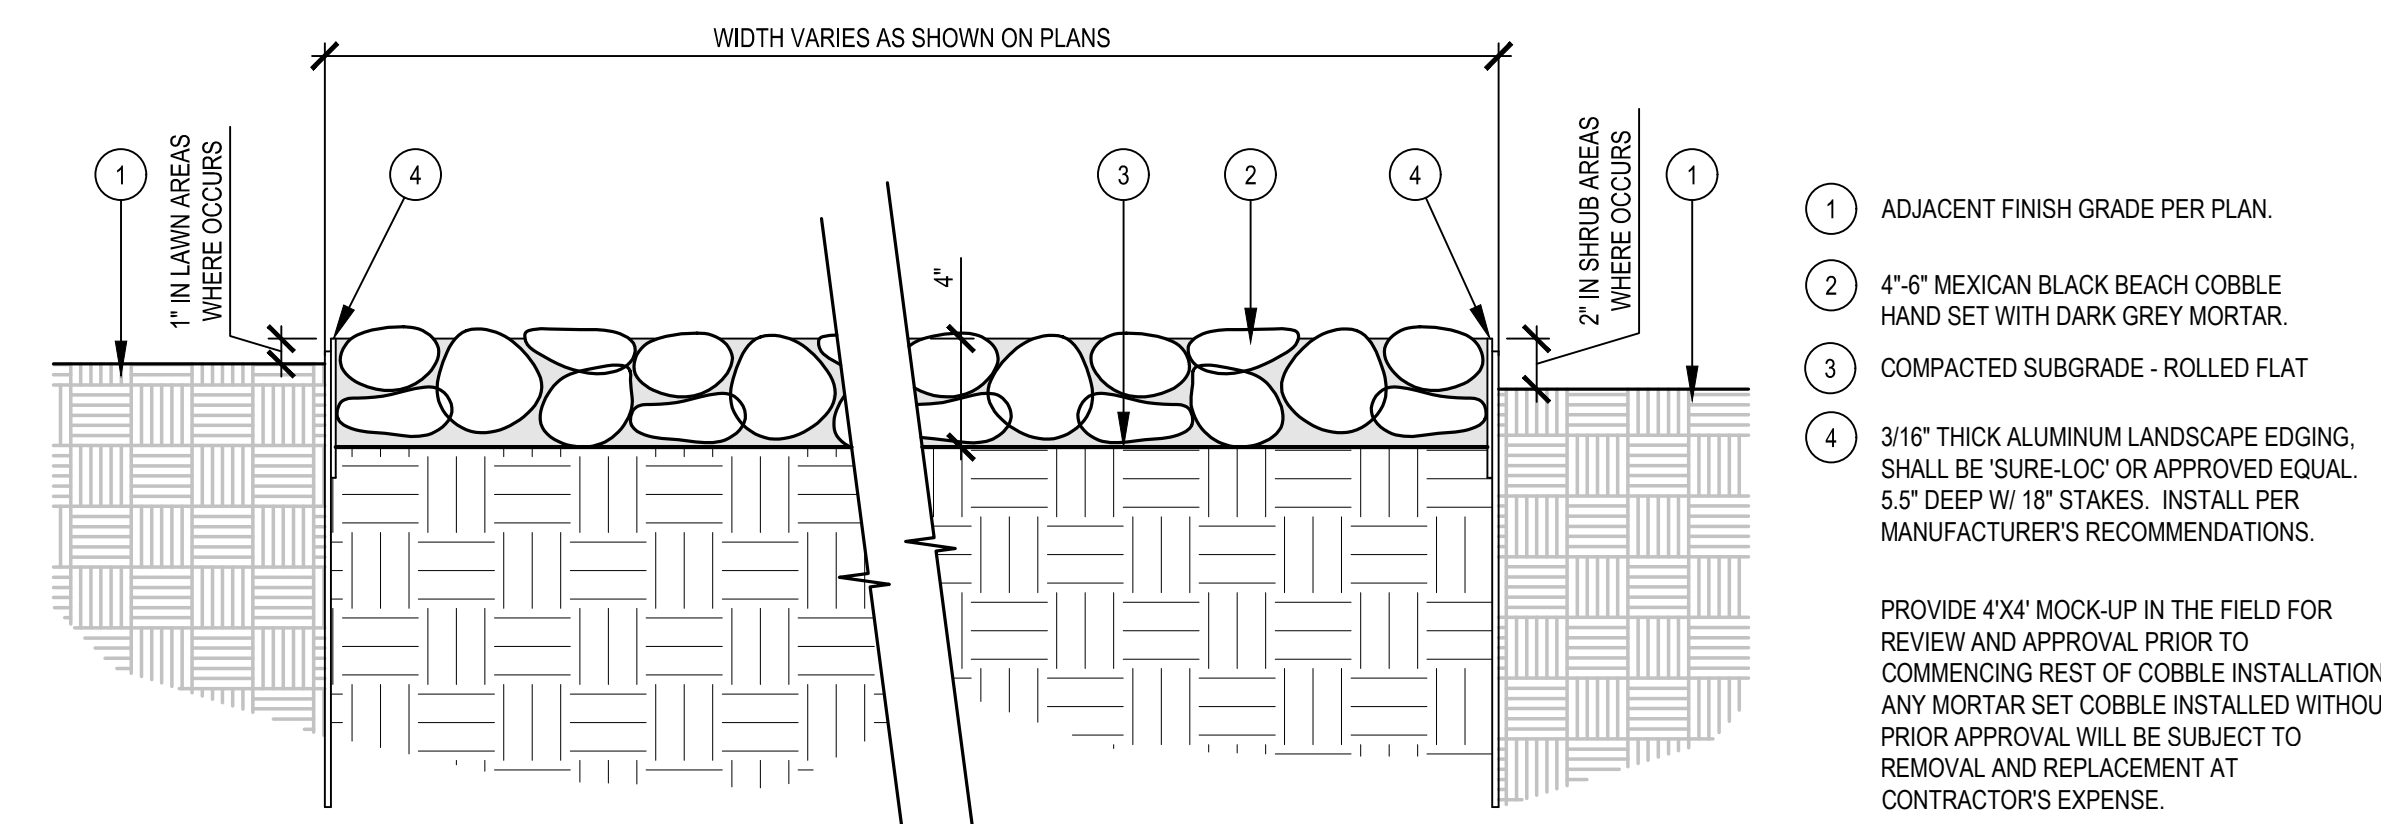 WIDTH VARIES AS SHOWN ON PLANS
1" IN LAWN AREAS
WHERE OCCURS
2" IN SHRUB AREAS
WHERE OCCURS
1
4
3
2
4
1
4"
1 ADJACENT FINISH GRADE PER PLAN.
2 4"-6" MEXICAN BLACK BEACH COBBLE
HAND SET WITH DARK GREY MORTAR.
3 COMPACTED SUBGRADE - ROLLED FLAT
4 3/16" THICK ALUMINUM LANDSCAPE EDGING,
SHALL BE 'SURE-LOC' OR APPROVED EQUAL.
5.5" DEEP W/ 18" STAKES. INSTALL PER
MANUFACTURER'S RECOMMENDATIONS.
PROVIDE 4'X4' MOCK-UP IN THE FIELD FOR
REVIEW AND APPROVAL PRIOR TO
COMMENCING REST OF COBBLE INSTALLATION
ANY MORTAR SET COBBLE INSTALLED WITHOU
PRIOR APPROVAL WILL BE SUBJECT TO
REMOVAL AND REPLACEMENT AT
CONTRACTOR'S EXPENSE.